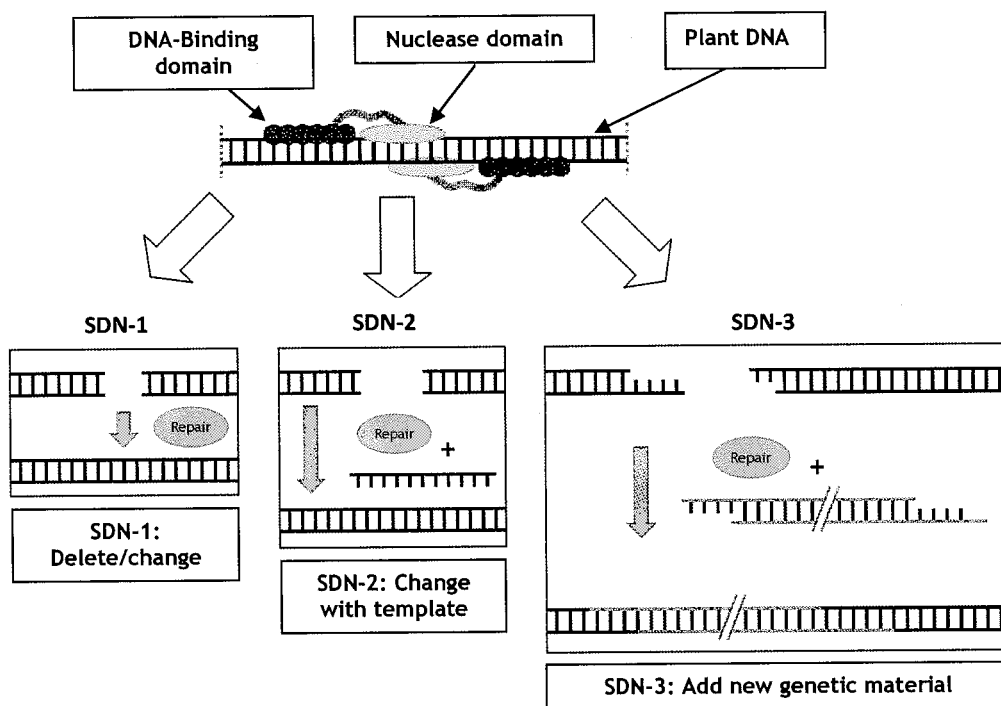 DNA-Binding
domain
Nuclease domain
Plant DNA
SDN-1
SDN-2
SDN-3
Repair
Repair
+
Repair
+
SDN-1:
Delete/change
SDN-2: Change
with template
SDN-3: Add new genetic material